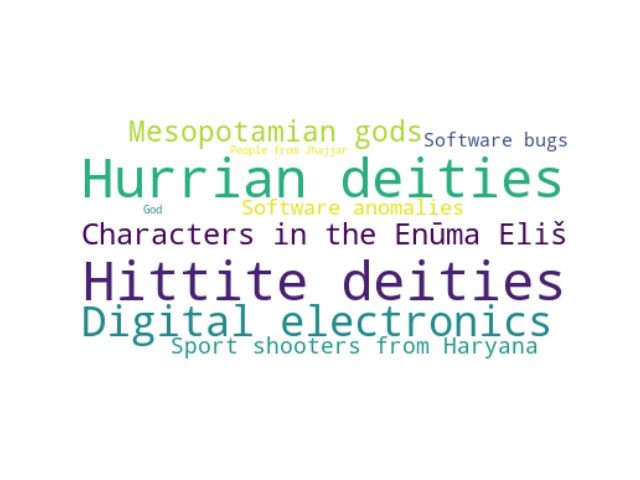 Mesopotamian gods
Software bugs
People from Jhajjar
Hurrian deities
God
Software anomalies
Characters in the Enūma Eliš
Hittite deities
Digital electronics
Sport shooters from Haryana